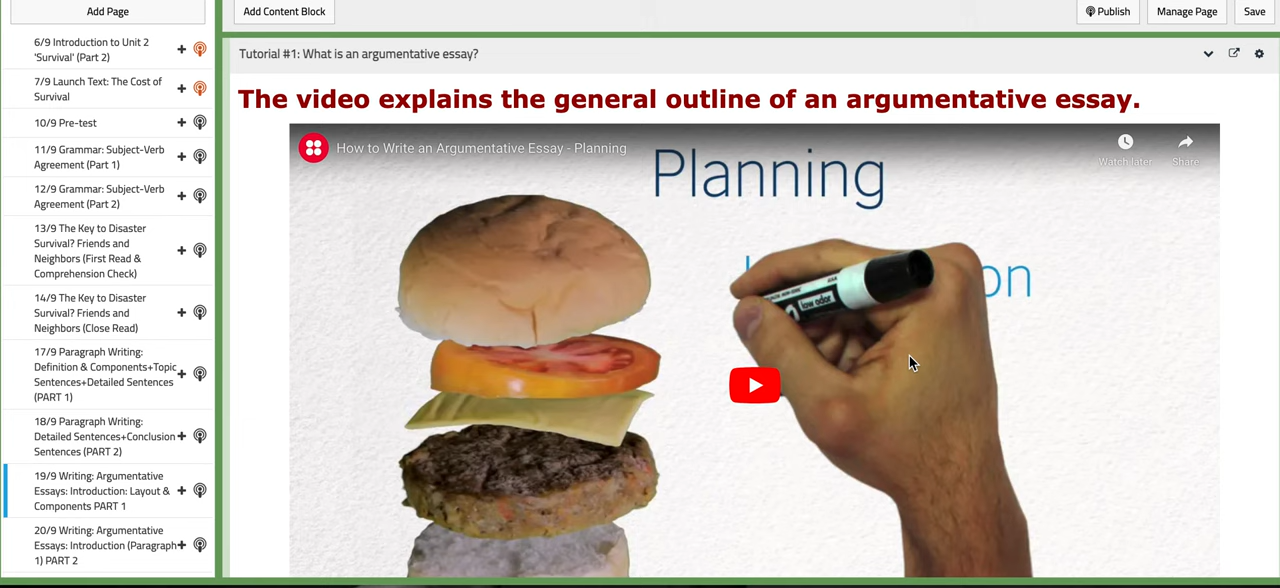 Add Page
Add Content Block
Publish
Manage Page
Save
6/9 Introduction to Unit 2
'Survival' (Part 2)
7/9 Launch Text: The Cost of
Survival
10/9 Pre-test
11/9 Grammar: Subject-Verb
Agreement (Part 1)
12/9 Grammar: Subject-Verb
Agreement (Part 2)
13/9 The Key to Disaster
Survival? Friends and
Neighbors (First Read &
Comprehension Check)
14/9 The Key to Disaster
Survival? Friends and
Neighbors (Close Read)
17/9 Paragraph Writing:
Definition & Components+Topic
Sentences+Detailed Sentences
(PART 1)
18/9 Paragraph Writing:
Detailed Sentences+Conclusion
Sentences (PART 2)
19/9 Writing: Argumentative
Essays: Introduction: Layout &
Components PART 1
20/9 Writing: Argumentative
Essays: Introduction (Paragraph
1) PART 2
Tutorial #1: What is an argumentative essay?
The video explains the general outline of an argumentative essay.
How to Write an Argumentative Essay - Planning
Watch later
Share
Planning
on
low odor